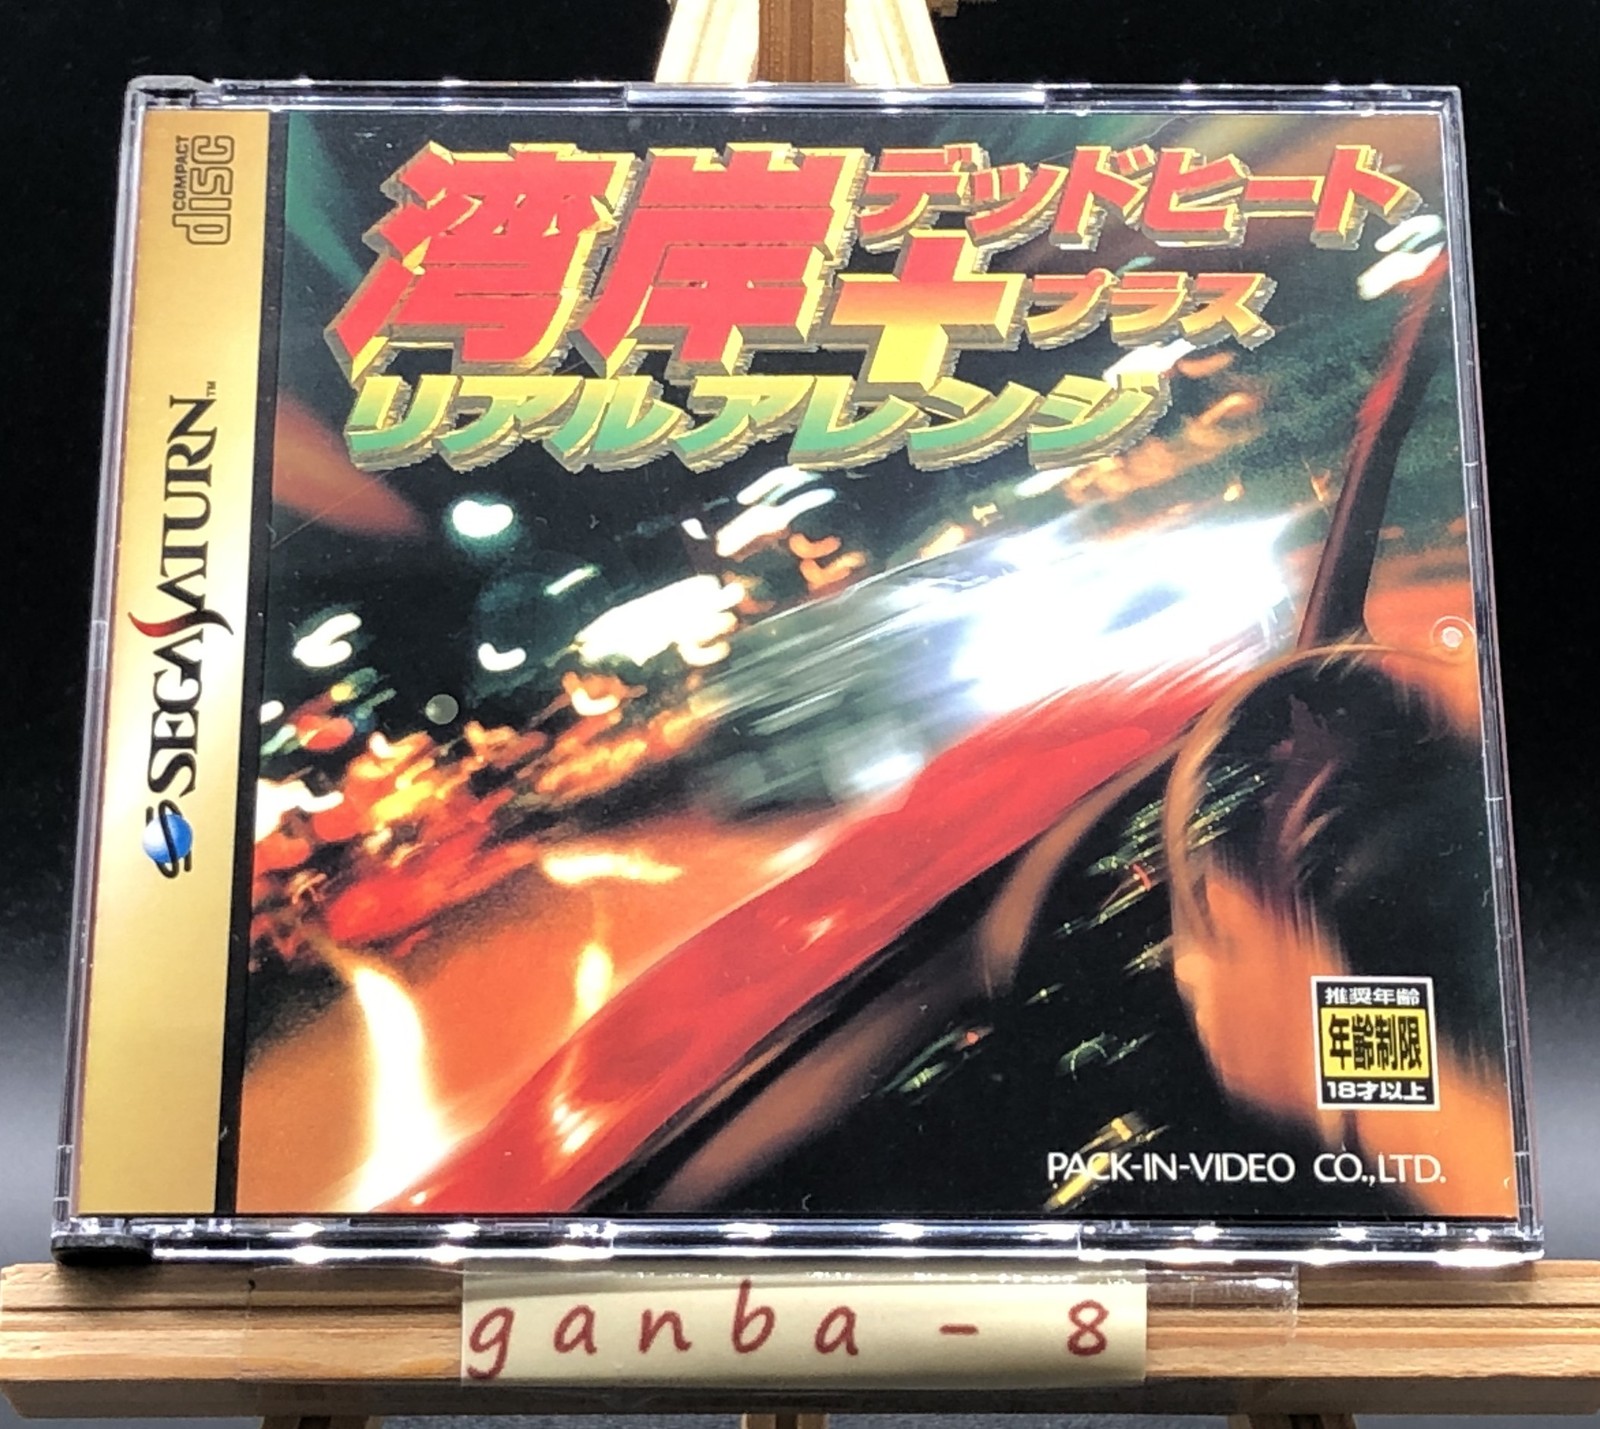 COMPACT
disc
SEGA SATURN™
湾岸デッドヒート
+プラス
リアルアレンジ
推奨年齢
年齢制限
18才以上
PACK-IN-VIDEO CO.,LTD.
ganba-8